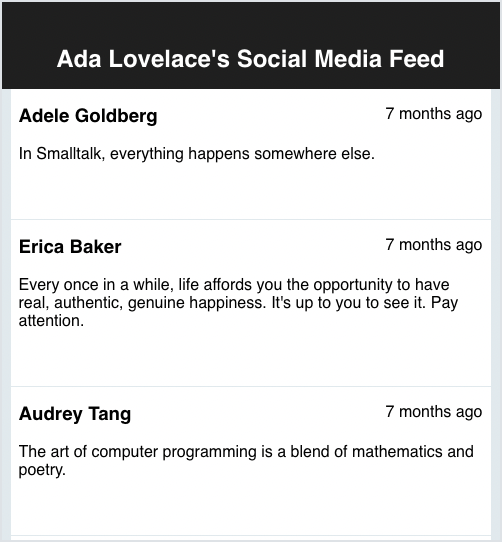 Ada Lovelace's Social Media Feed
Adele Goldberg 7 months ago
In Smalltalk, everything happens somewhere else.
Erica Baker 7 months ago
Every once in a while, life affords you the opportunity to have
real, authentic, genuine happiness. It's up to you to see it. Pay
attention.
Audrey Tang 7 months ago
The art of computer programming is a blend of mathematics and
poetry.